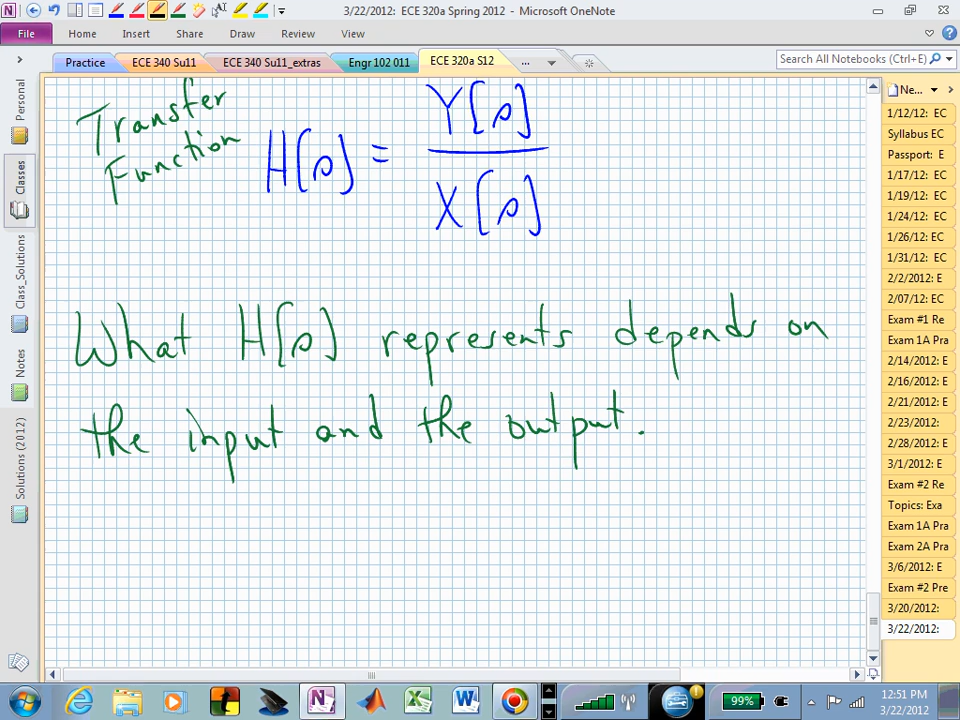 3/22/2012: ECE 320a Spring 2012 - Microsoft OneNote
File Home Insert Share Draw Review View
Practice ECE 340 Su11 ECE 340 Su11_extras Engr 102 011 ECE 320a S12 ... Search All Notebooks (Ctrl+E)
Personal
Classes
Class_Solutions
Notes
Solutions (2012)
Transfer
Function
H[s] = Y[s] / X[s]
What H[s] represents depends on
the input and the output.
Ne...
1/12/12: EC
Syllabus EC
Passport: E
1/17/12: EC
1/19/12: EC
1/24/12: EC
1/26/12: EC
1/31/12: EC
2/2/2012: E
2/07/12: EC
Exam #1 Re
Exam 1A Pra
2/14/2012: E
2/16/2012: E
2/21/2012: E
2/23/2012:
2/28/2012: E
3/1/2012: E
Exam #2 Re
Topics: Exa
Exam 1A Pra
Exam 2A Pra
3/6/2012: E
Exam #2 Pre
3/20/2012:
3/22/2012:
99%
12:51 PM
3/22/2012